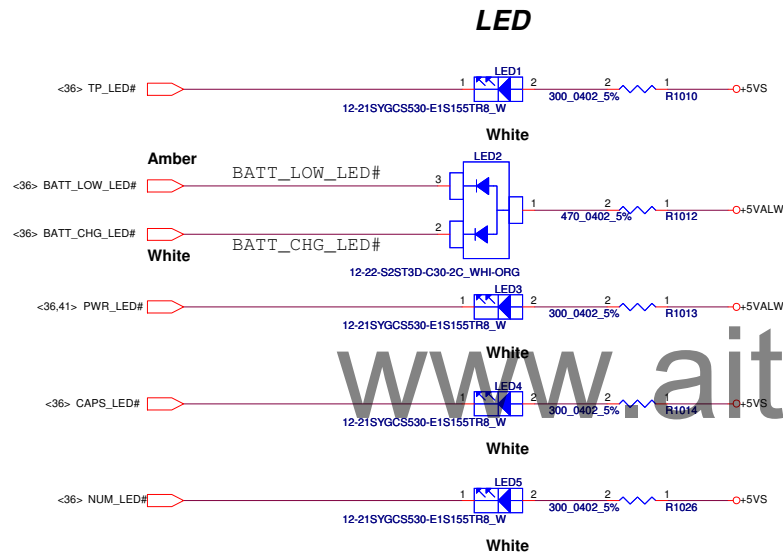 LED
LED1
<36> TP_LED# 1 2 2 1 +5VS
12-21SYGCS530-E1S155TR8_W 300_0402_5% R1010
White
Amber
LED2
BATT_LOW_LED#
<36> BATT_LOW_LED# 3
1 2 1 +5VALW
470_0402_5% R1012
<36> BATT_CHG_LED# 2
BATT_CHG_LED#
White
12-22-S2ST3D-C30-2C_WHI-ORG
LED3
<36,41> PWR_LED# 1 2 2 1 +5VALW
12-21SYGCS530-E1S155TR8_W 300_0402_5% R1013
White
www.ait
LED4
<36> CAPS_LED# 1 2 2 1 +5VS
12-21SYGCS530-E1S155TR8_W 300_0402_5% R1014
White
LED5
<36> NUM_LED# 1 2 2 1 +5VS
12-21SYGCS530-E1S155TR8_W 300_0402_5% R1026
White